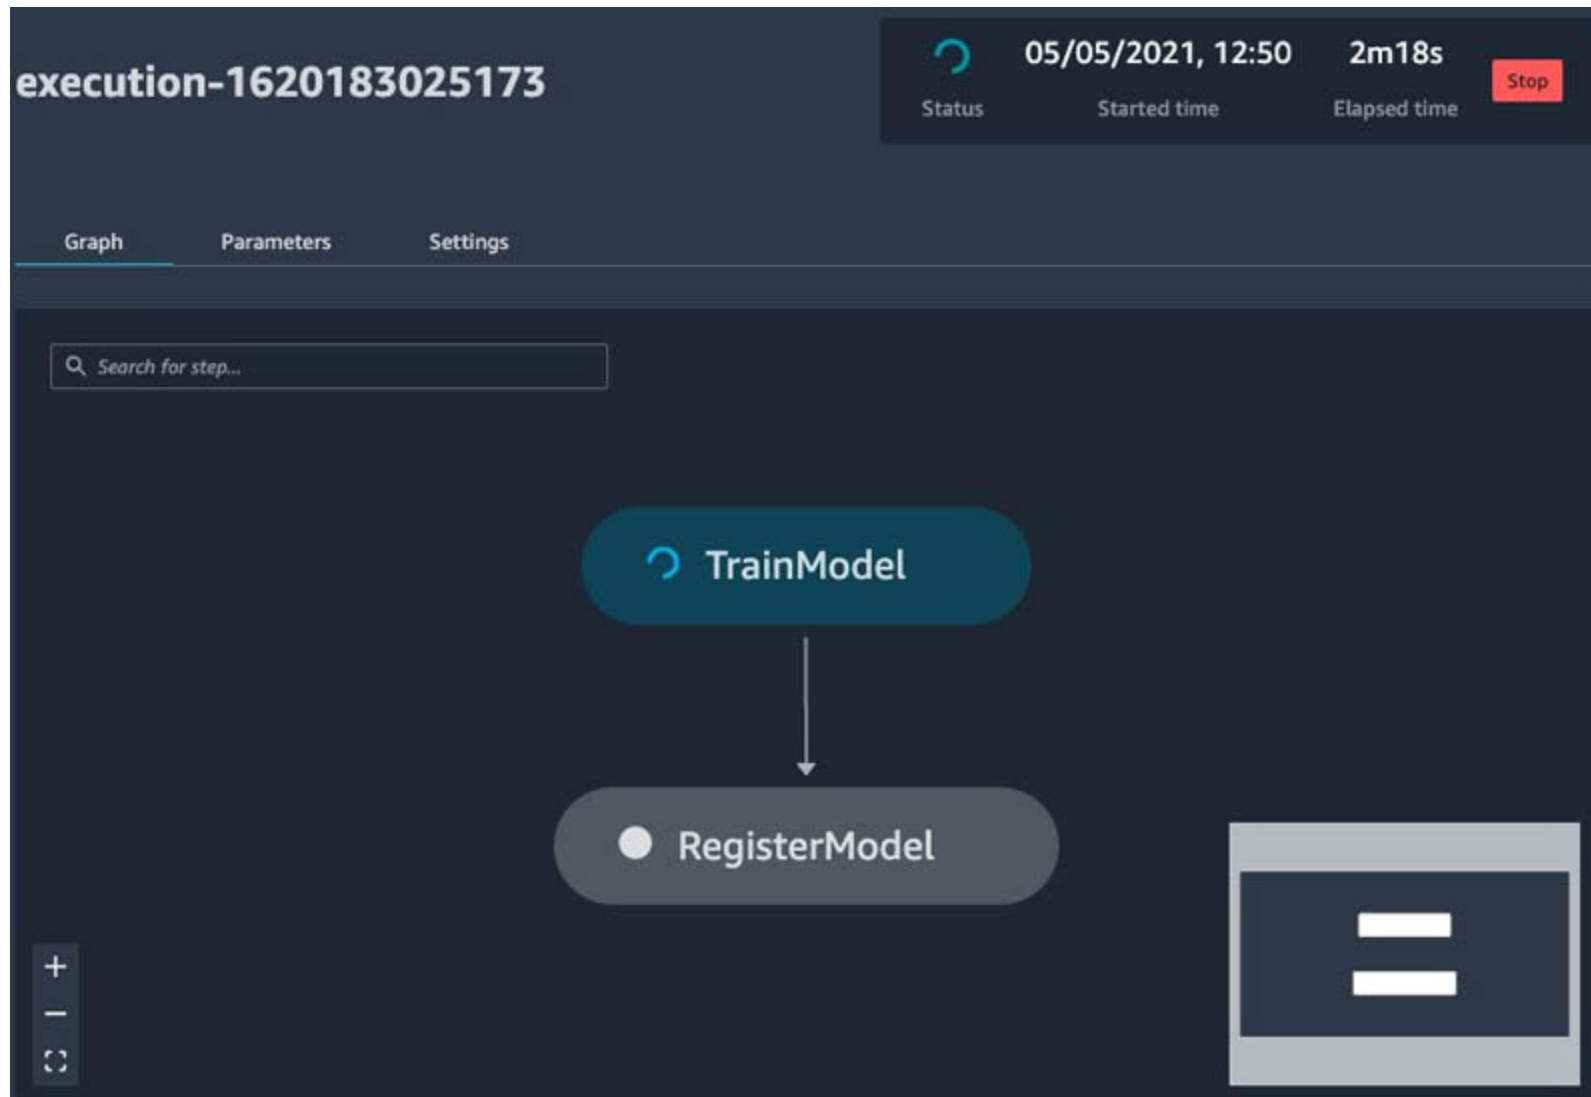 execution-1620183025173
05/05/2021, 12:50
2m18s
Stop
Status
Started time
Elapsed time
Graph
Parameters
Settings
Search for step...
TrainModel
RegisterModel